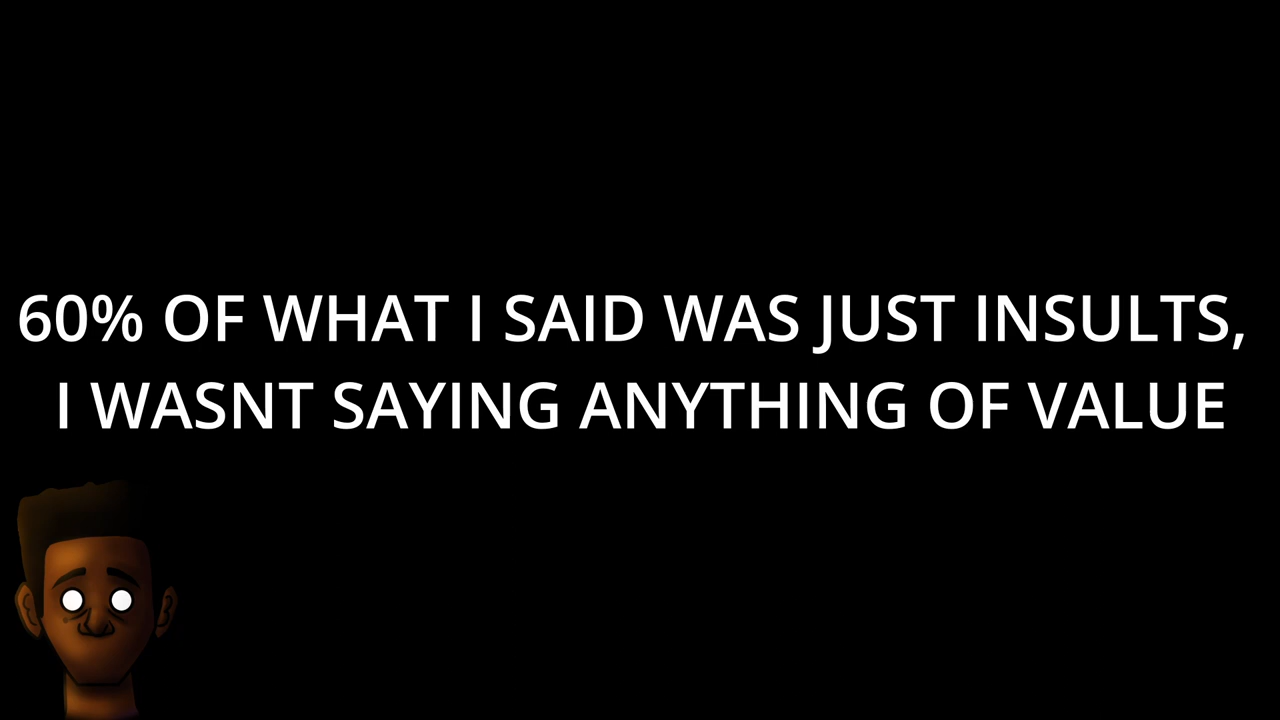 60% OF WHAT I SAID WAS JUST INSULTS,
I WASNT SAYING ANYTHING OF VALUE